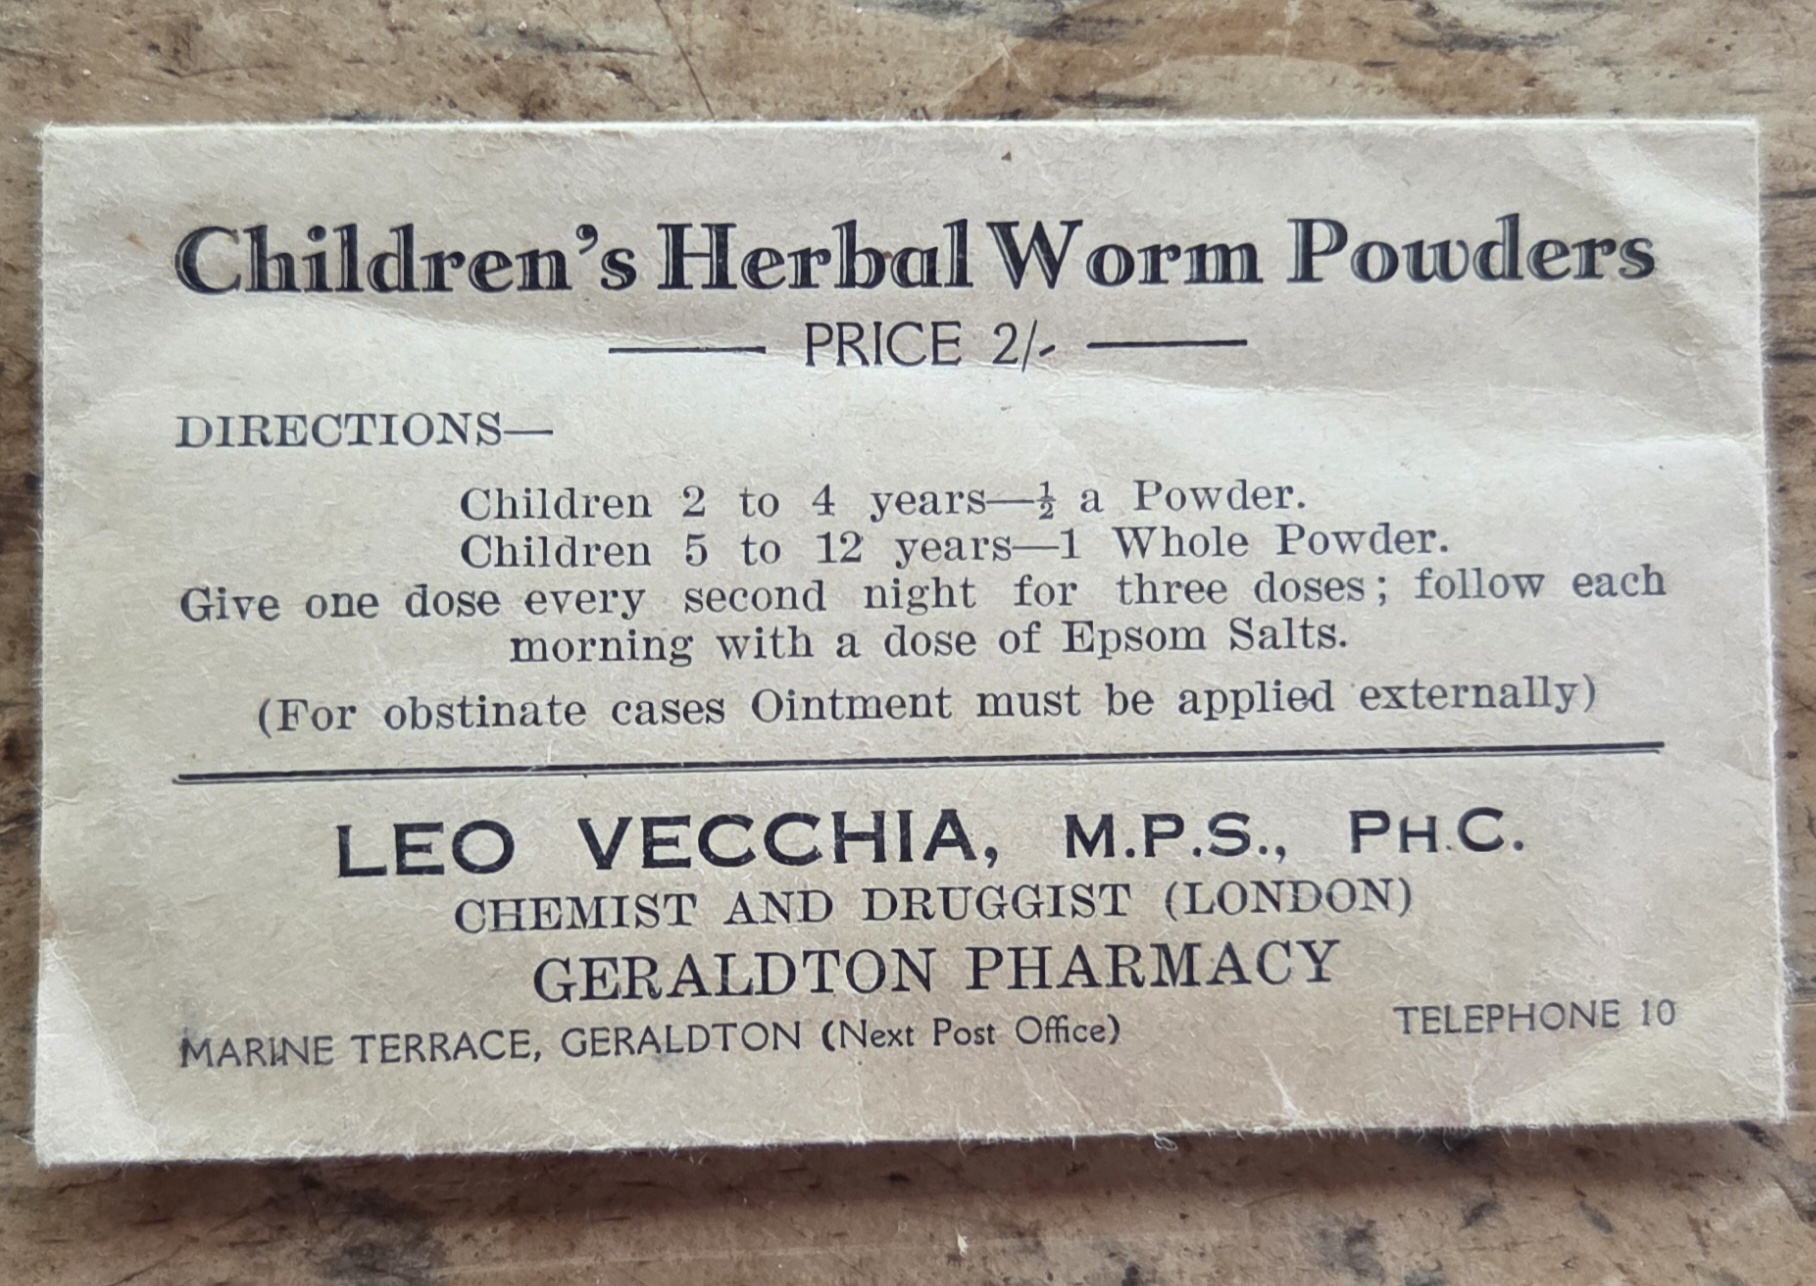 Children's Herbal Worm Powders
PRICE 2/-
DIRECTIONS—
Children 2 to 4 years—½ a Powder.
Children 5 to 12 years—1 Whole Powder.
Give one dose every second night for three doses; follow each
morning with a dose of Epsom Salts.
(For obstinate cases Ointment must be applied externally)
LEO VECCHIA, M.P.S., PH.C.
CHEMIST AND DRUGGIST (LONDON)
GERALDTON PHARMACY
MARINE TERRACE, GERALDTON (Next Post Office) TELEPHONE 10